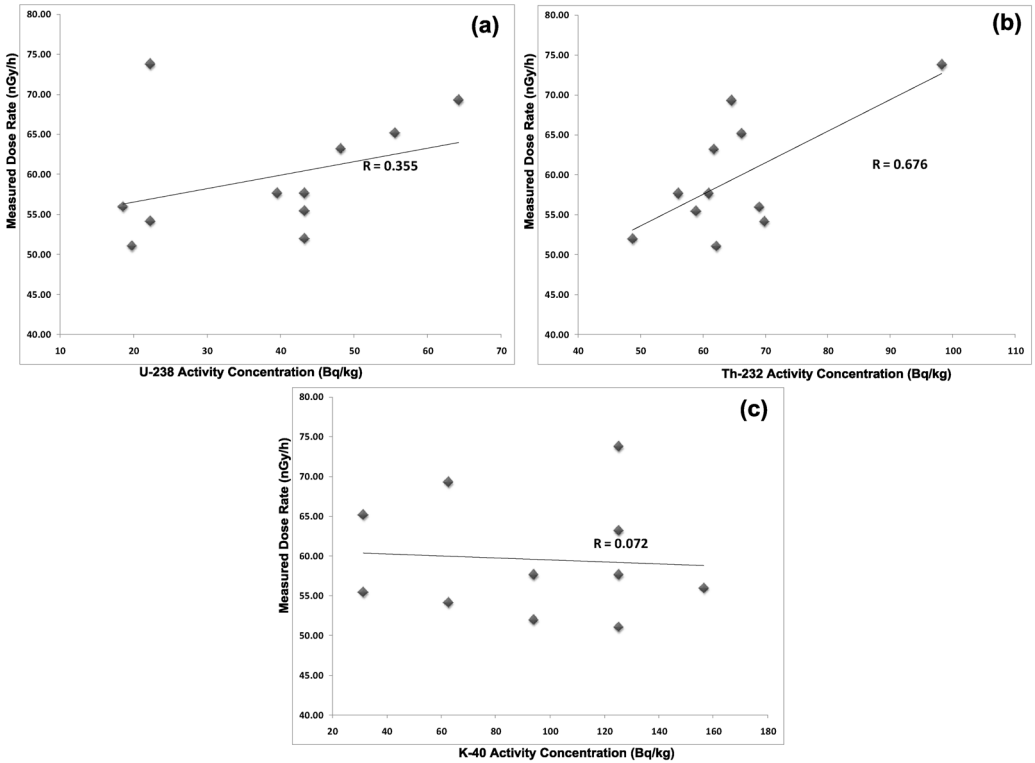 (a)
Measured Dose Rate (nGy/h)
80.00
75.00
70.00
65.00
60.00
55.00
50.00
45.00
40.00
R = 0.355
10 20 30 40 50 60 70
U-238 Activity Concentration (Bq/kg)
(b)
Measured Dose Rate (nGy/h)
80.00
75.00
70.00
65.00
60.00
55.00
50.00
45.00
40.00
R = 0.676
40 50 60 70 80 90 100 110
Th-232 Activity Concentration (Bq/kg)
(c)
Measured Dose Rate (nGy/h)
80.00
75.00
70.00
65.00
60.00
55.00
50.00
45.00
40.00
R = 0.072
20 40 60 80 100 120 140 160 180
K-40 Activity Concentration (Bq/kg)